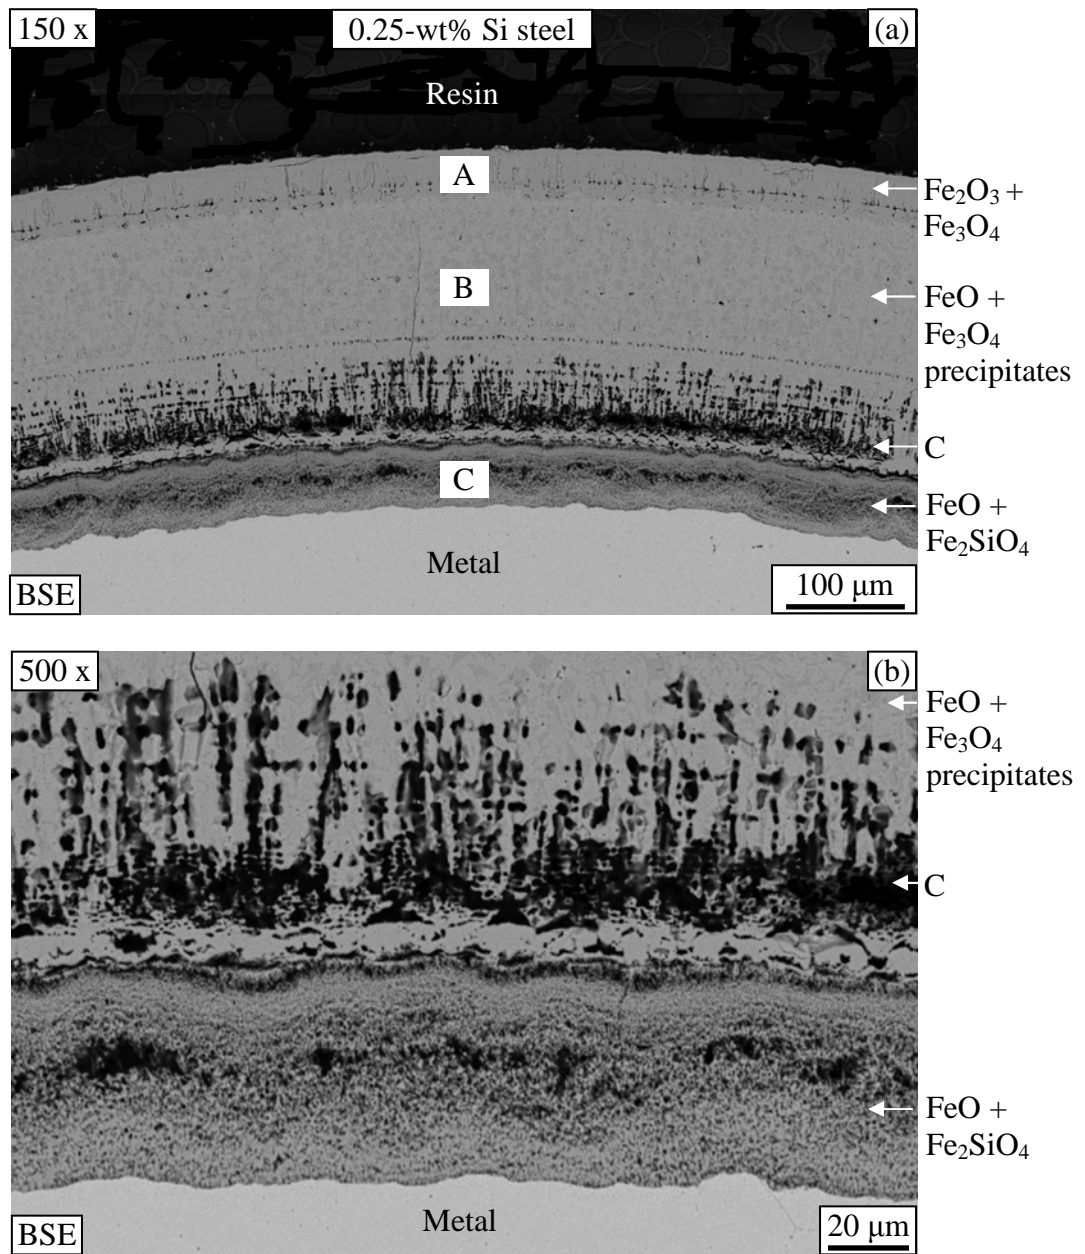 150 x
0.25-wt% Si steel
(a)
Resin
A
Fe₂O₃ +
Fe₃O₄
B
FeO +
Fe₃O₄
precipitates
C
C
FeO +
Fe₂SiO₄
Metal
BSE
100 μm
500 x
(b)
FeO +
Fe₃O₄
precipitates
C
FeO +
Fe₂SiO₄
Metal
BSE
20 μm